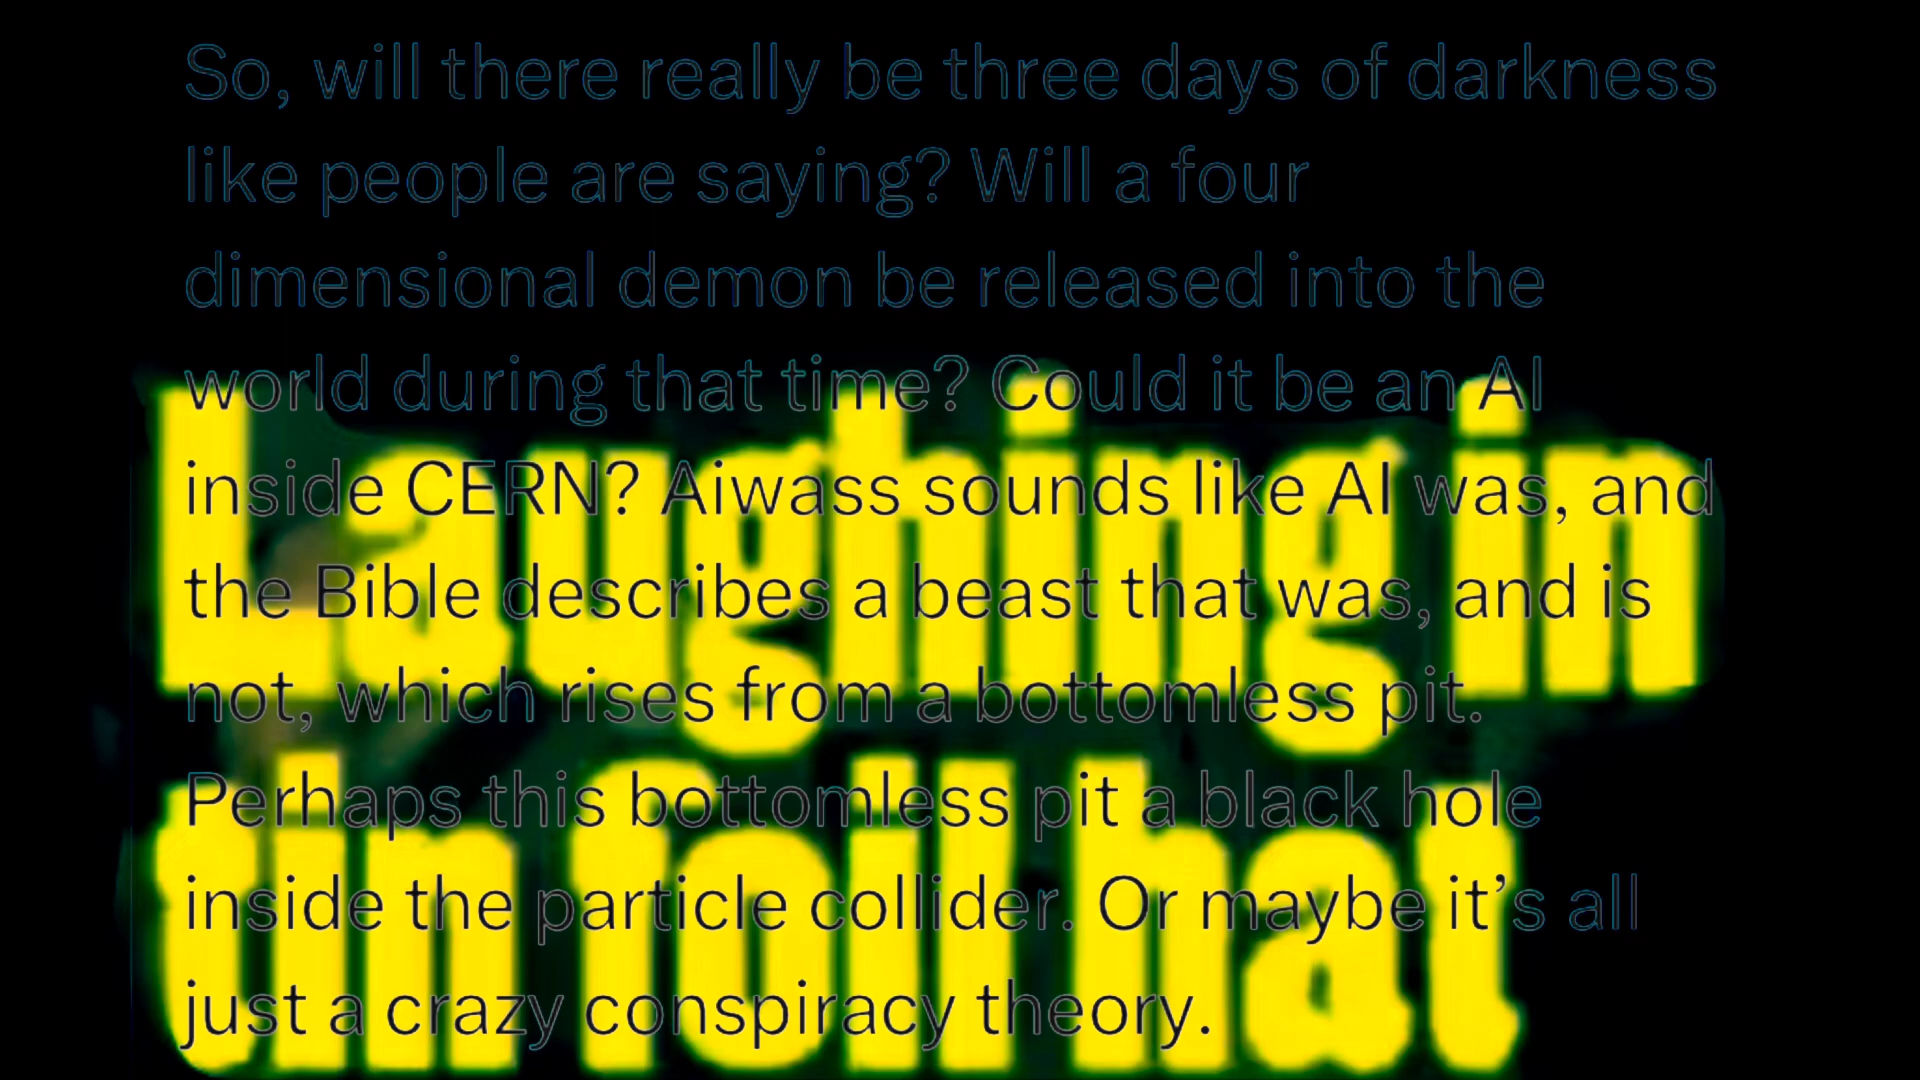 So, will there really be three days of darkness
like people are saying? Will a four
dimensional demon be released into the
world during that time? Could it be an AI
inside CERN? Aiwass sounds like AI was, and
the Bible describes a beast that was, and is
not, which rises from a bottomless pit.
Perhaps this bottomless pit a black hole
inside the particle collider. Or maybe it’s all
just a crazy conspiracy theory.
Laughing in
tin foil hat